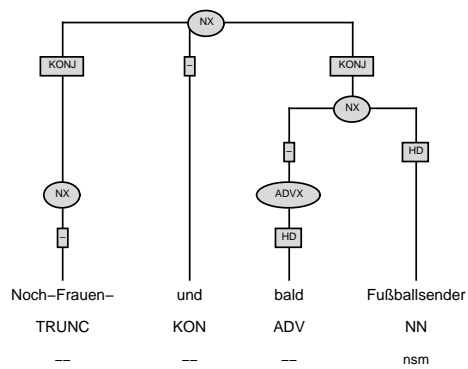 NX
KONJ – KONJ
NX
– HD
NX ADVX
– HD
Noch–Frauen– und bald Fußballsender
TRUNC KON ADV NN
–– –– –– nsm